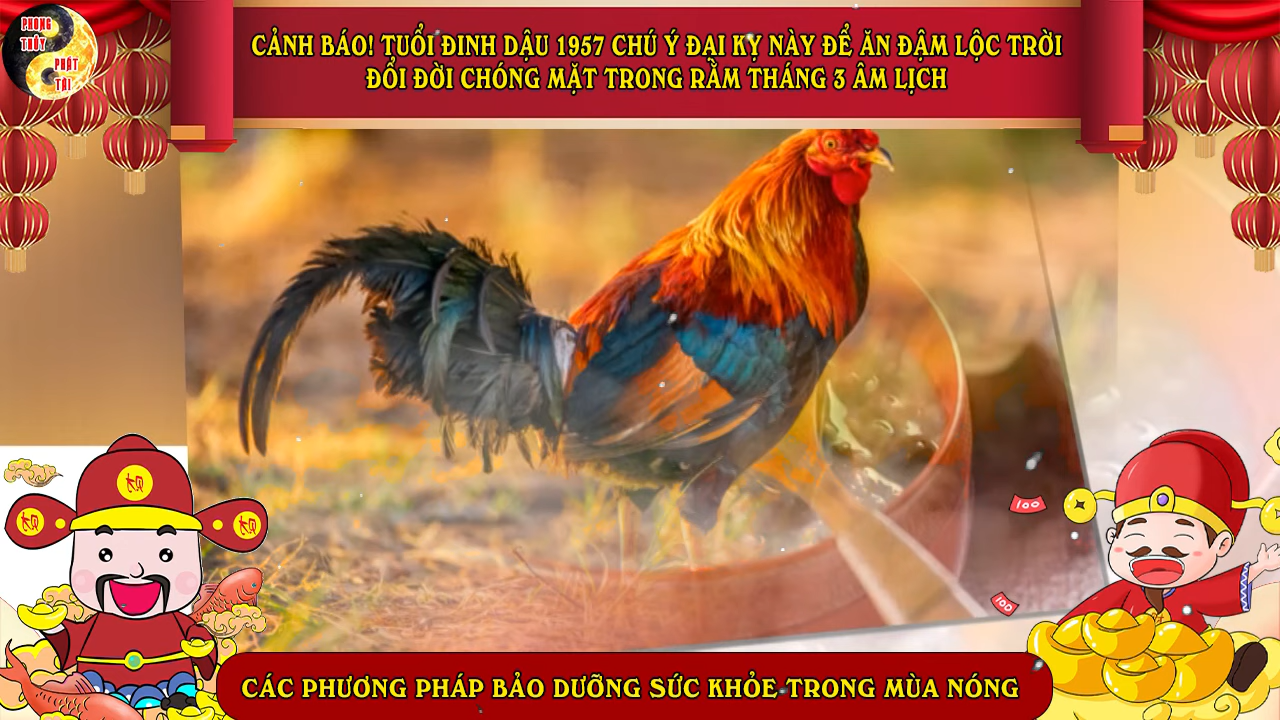 PHONG
THỦY
PHÁT
TÀI
CẢNH BÁO! TUỔI ĐINH DẬU 1957 CHÚ Ý ĐẠI KỴ NÀY ĐỂ ĂN ĐẬM LỘC TRỜI
ĐỔI ĐỜI CHÓNG MẶT TRONG RẰM THÁNG 3 ÂM LỊCH
100
100
CÁC PHƯƠNG PHÁP BẢO DƯỠNG SỨC KHỎE TRONG MÙA NÓNG